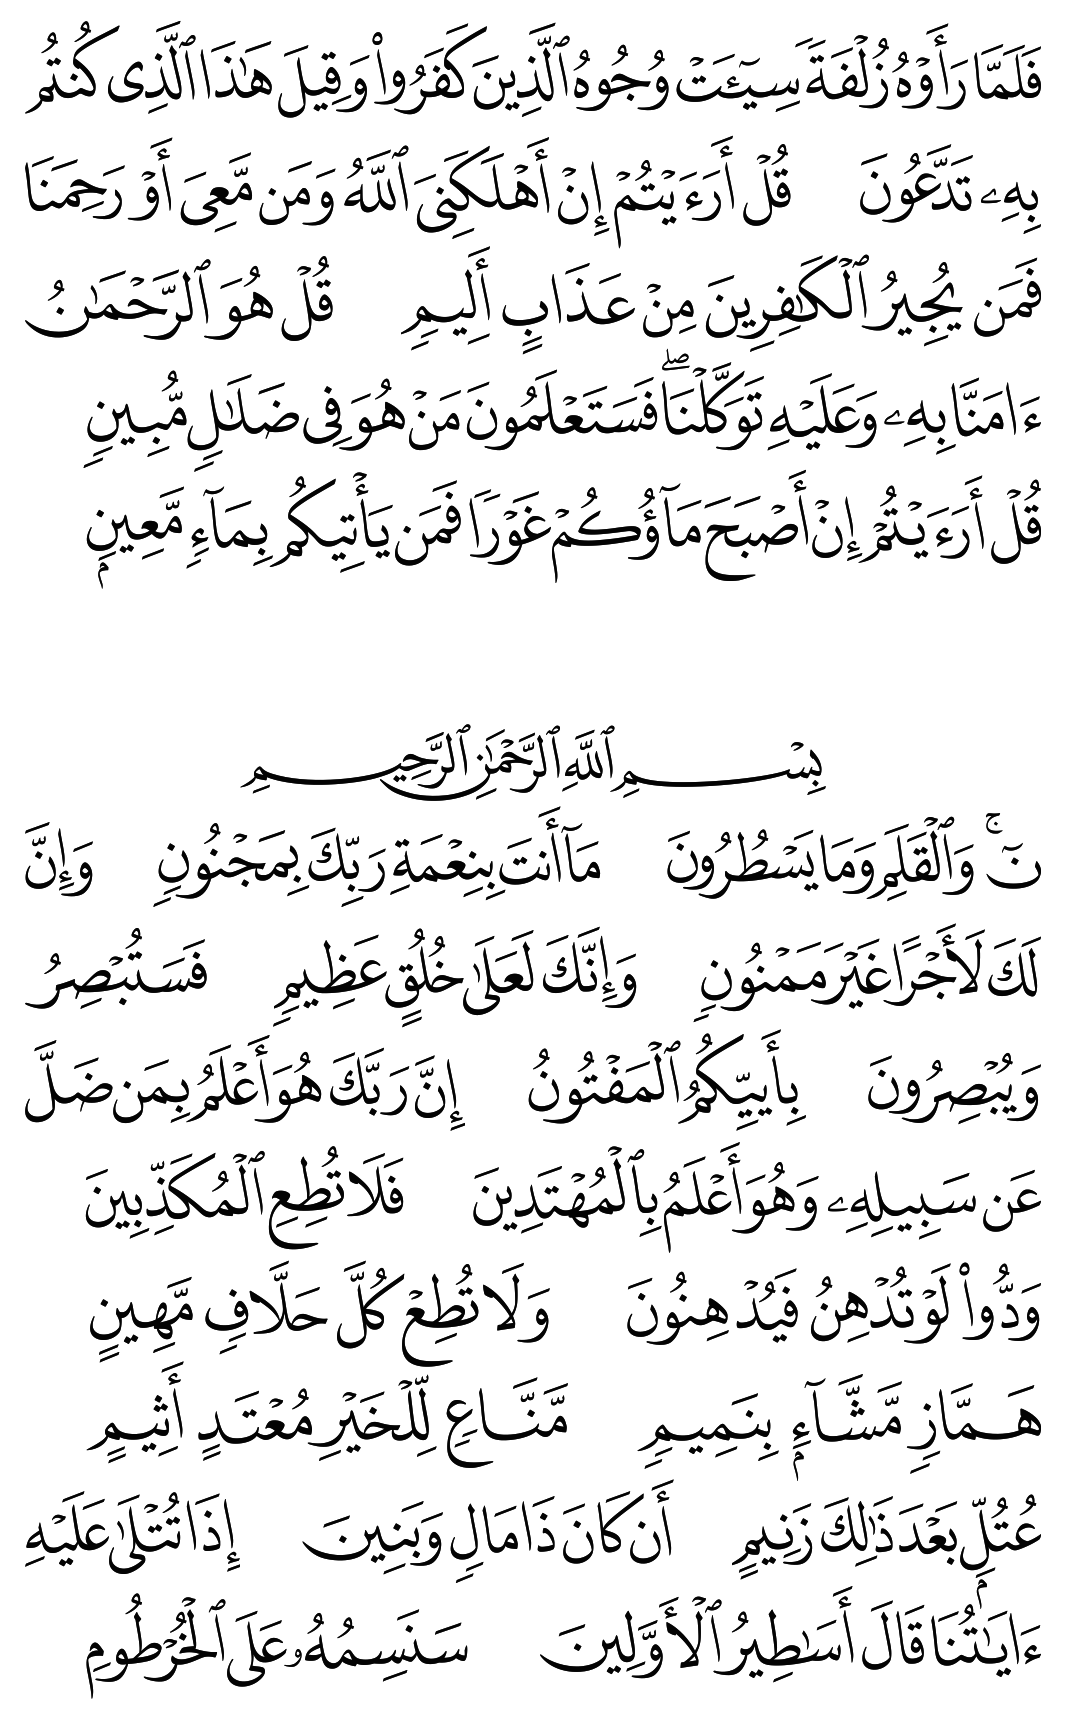 فَلَمَّا رَأَوْهُ زُلْفَةً سِيٓـَٔتْ وُجُوهُ ٱلَّذِينَ كَفَرُوا۟ وَقِيلَ هَٰذَا ٱلَّذِى كُنتُم
بِهِۦ تَدَّعُونَ قُلْ أَرَءَيْتُمْ إِنْ أَهْلَكَنِىَ ٱللَّهُ وَمَن مَّعِىَ أَوْ رَحِمَنَا
فَمَن يُجِيرُ ٱلْكَٰفِرِينَ مِنْ عَذَابٍ أَلِيمٍ قُلْ هُوَ ٱلرَّحْمَٰنُ
ءَامَنَّا بِهِۦ وَعَلَيْهِ تَوَكَّلْنَا ۖ فَسَتَعْلَمُونَ مَنْ هُوَ فِى ضَلَٰلٍ مُّبِينٍ
قُلْ أَرَءَيْتُمْ إِنْ أَصْبَحَ مَآؤُكُمْ غَوْرًا فَمَن يَأْتِيكُم بِمَآءٍ مَّعِينٍۭ
بِسْمِ ٱللَّهِ ٱلرَّحْمَٰنِ ٱلرَّحِيمِ
نٓ ۚ وَٱلْقَلَمِ وَمَا يَسْطُرُونَ مَآ أَنتَ بِنِعْمَةِ رَبِّكَ بِمَجْنُونٍ وَإِنَّ
لَكَ لَأَجْرًا غَيْرَ مَمْنُونٍ وَإِنَّكَ لَعَلَىٰ خُلُقٍ عَظِيمٍ فَسَتُبْصِرُ
وَيُبْصِرُونَ بِأَييِّكُمُ ٱلْمَفْتُونُ إِنَّ رَبَّكَ هُوَ أَعْلَمُ بِمَن ضَلَّ
عَن سَبِيلِهِۦ وَهُوَ أَعْلَمُ بِٱلْمُهْتَدِينَ فَلَا تُطِعِ ٱلْمُكَذِّبِينَ
وَدُّوا۟ لَوْ تُدْهِنُ فَيُدْهِنُونَ وَلَا تُطِعْ كُلَّ حَلَّافٍ مَّهِينٍ
هَمَّازٍ مَّشَّآءٍۭ بِنَمِيمٍ مَّنَّاعٍ لِّلْخَيْرِ مُعْتَدٍ أَثِيمٍ
عُتُلٍّۭ بَعْدَ ذَٰلِكَ زَنِيمٍ أَن كَانَ ذَا مَالٍ وَبَنِينَ إِذَا تُتْلَىٰ عَلَيْهِ
ءَايَٰتُنَا قَالَ أَسَٰطِيرُ ٱلْأَوَّلِينَ سَنَسِمُهُۥ عَلَى ٱلْخُرْطُومِ